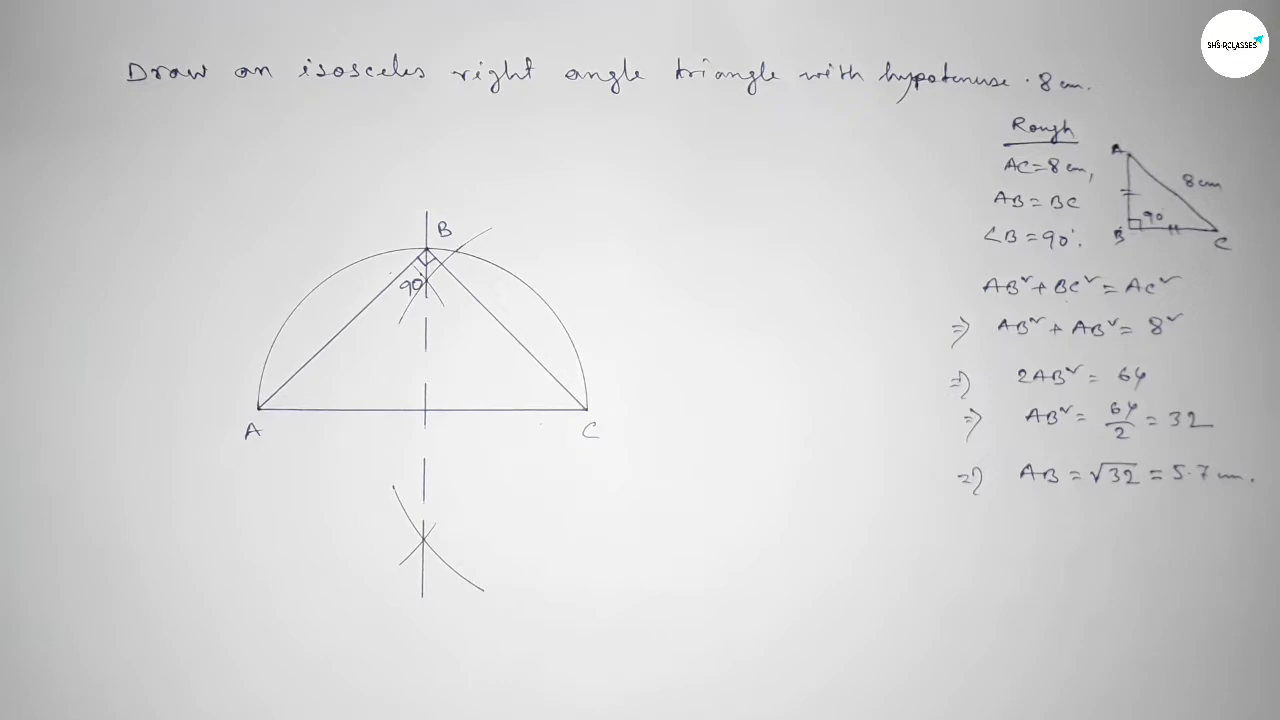 SHSIRCLASSES
Draw an isosceles right angle triangle with hypotenuse · 8 cm.
Rough
AC = 8 cm,
AB = BC
∠B = 90°.
A
8 cm
90°
B
C
AB² + BC² = AC²
⇒ AB² + AB² = 8²
⇒ 2AB² = 64
⇒ AB² = 64/2 = 32
⇒ AB = √32 = 5.7 cm.
B
90°
A
C